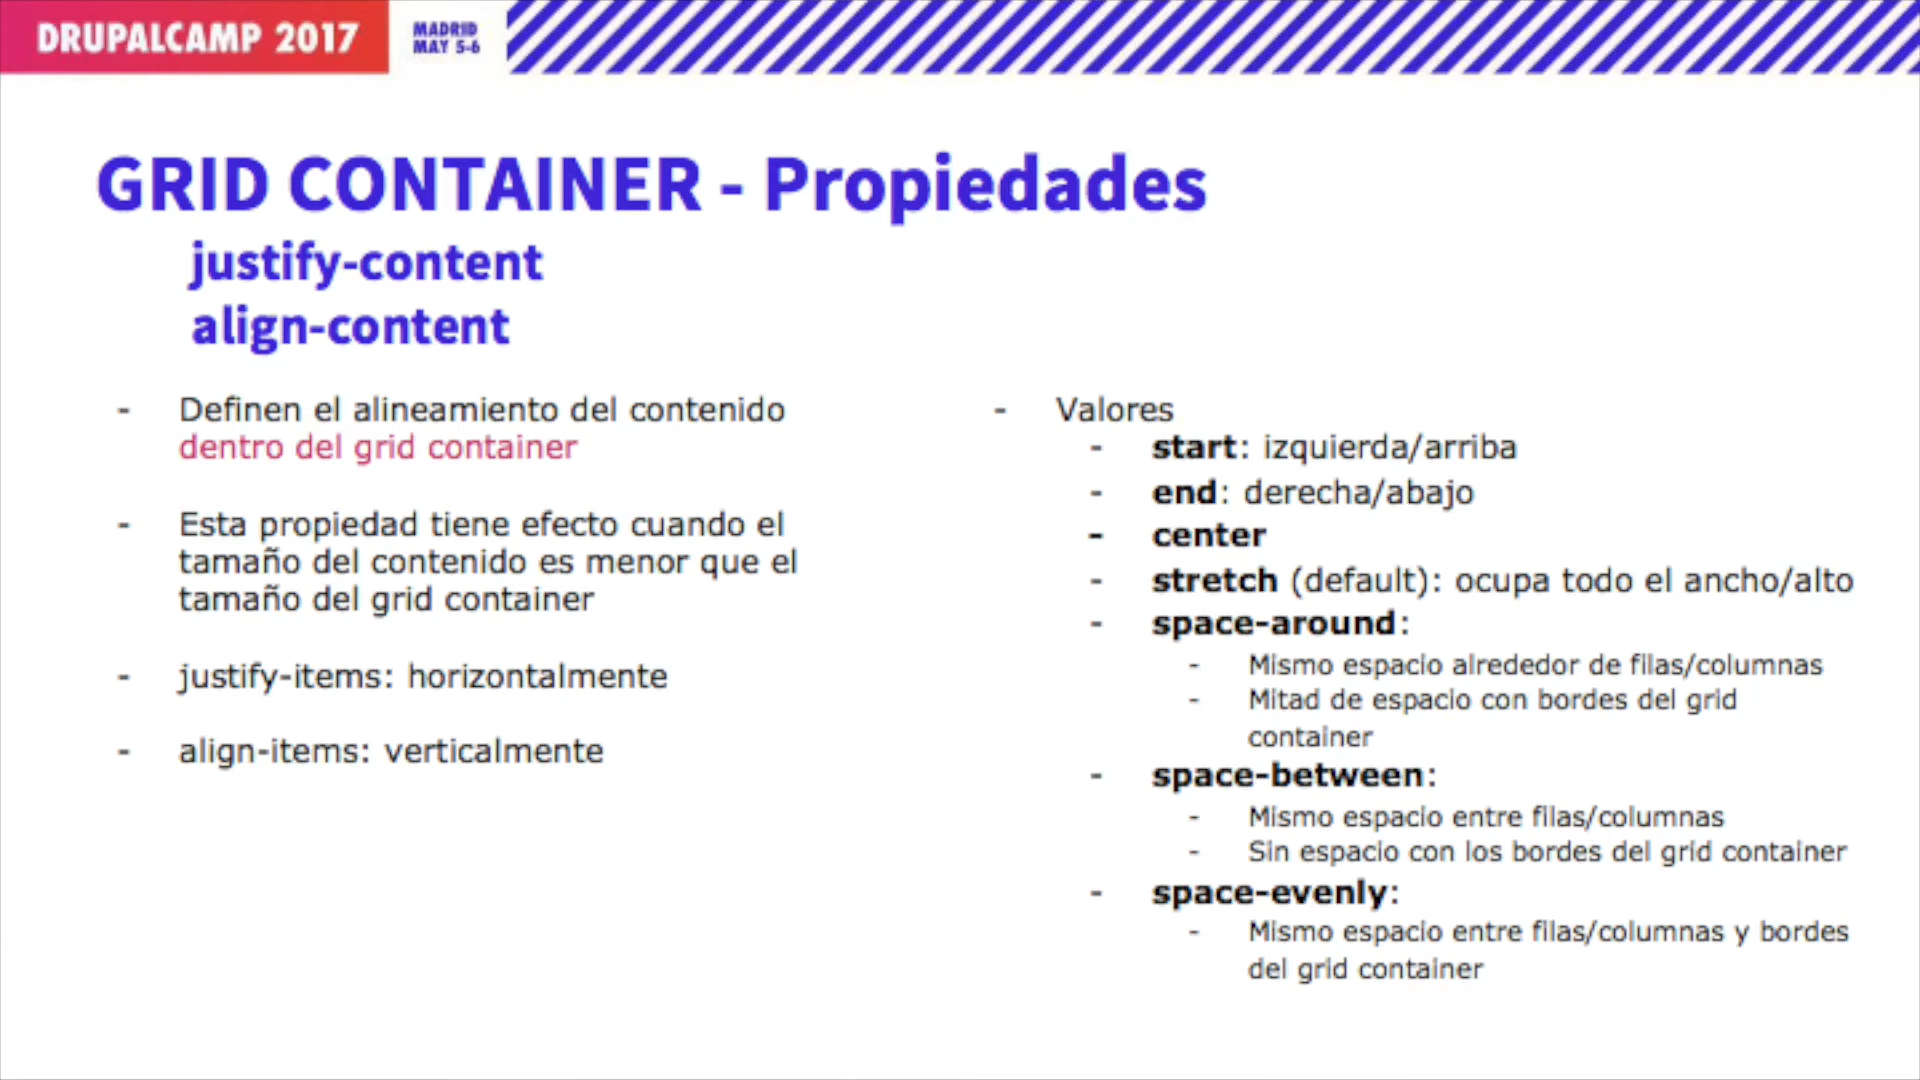 DRUPALCAMP 2017
MADRID
MAY 5-6
GRID CONTAINER - Propiedades
justify-content
align-content
- Definen el alineamiento del contenido
dentro del grid container
- Esta propiedad tiene efecto cuando el
tamaño del contenido es menor que el
tamaño del grid container
- justify-items: horizontalmente
- align-items: verticalmente
- Valores
- start: izquierda/arriba
- end: derecha/abajo
- center
- stretch (default): ocupa todo el ancho/alto
- space-around:
- Mismo espacio alrededor de filas/columnas
- Mitad de espacio con bordes del grid
container
- space-between:
- Mismo espacio entre filas/columnas
- Sin espacio con los bordes del grid container
- space-evenly:
- Mismo espacio entre filas/columnas y bordes
del grid container